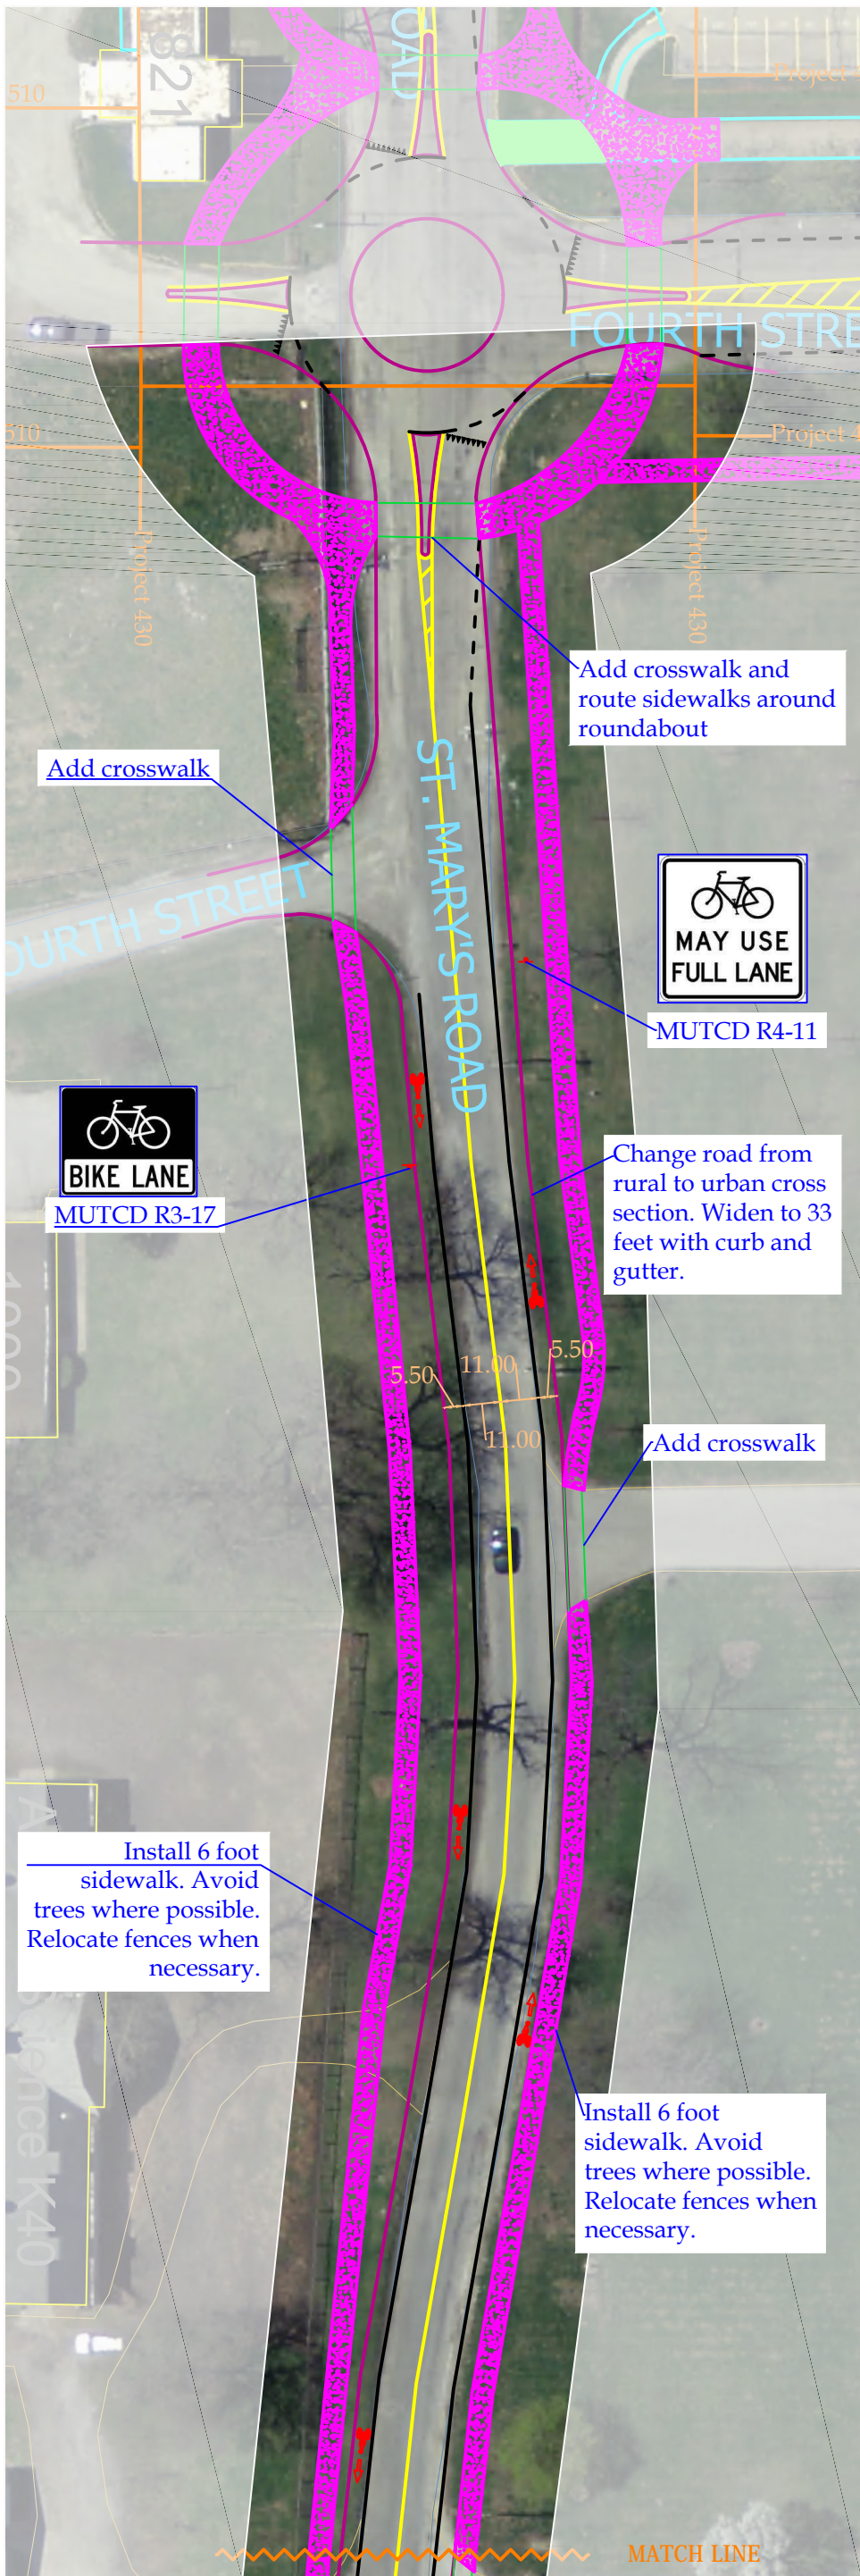 OAD
821
510
Project
FOURTH STRE
510
Project 4
Project 430
Project 430
Add crosswalk and
route sidewalks around
roundabout
Add crosswalk
ST. MARY'S ROAD
OURTH STREET
MAY USE
FULL LANE
MUTCD R4-11
BIKE LANE
MUTCD R3-17
Change road from
rural to urban cross
section. Widen to 33
feet with curb and
gutter.
5.50
11.00
5.50
11.00
Add crosswalk
Install 6 foot
sidewalk. Avoid
trees where possible.
Relocate fences when
necessary.
Install 6 foot
sidewalk. Avoid
trees where possible.
Relocate fences when
necessary.
K40
MATCH LINE